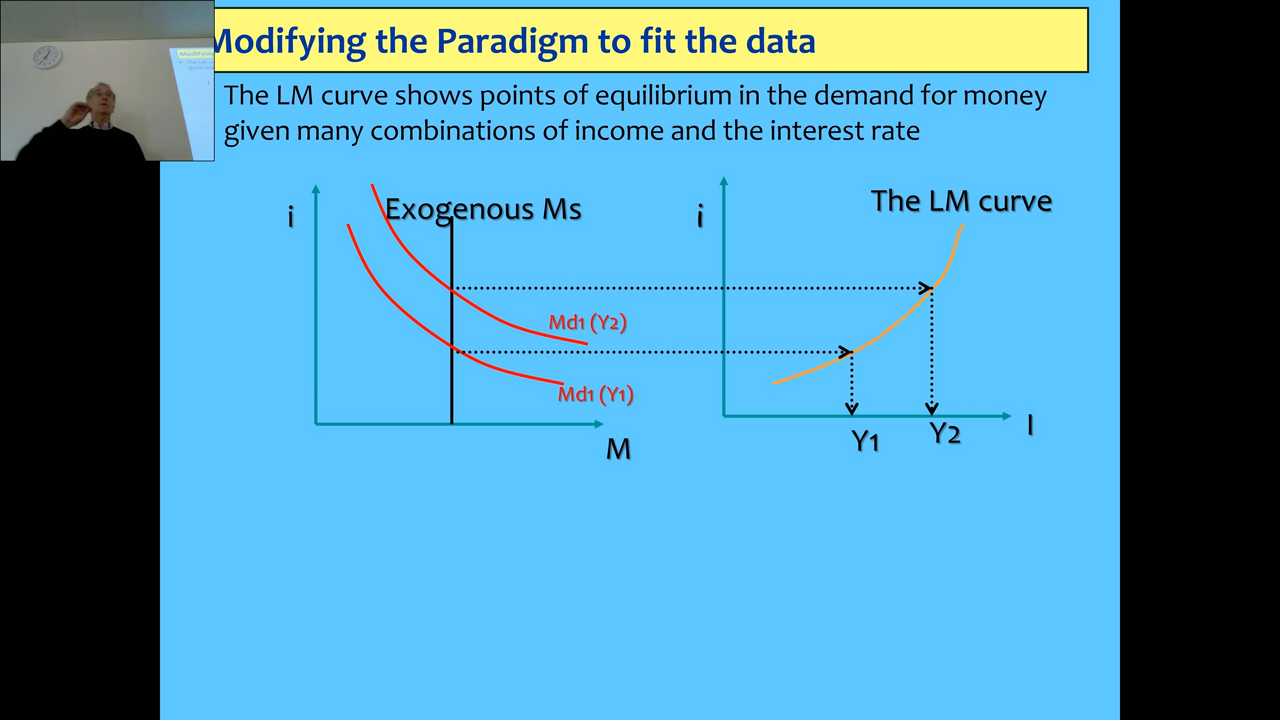 Modifying the Paradigm to fit the data
The LM curve shows points of equilibrium in the demand for money
given many combinations of income and the interest rate
i
Exogenous Ms
i
The LM curve
Md1 (Y2)
Md1 (Y1)
M
Y1
Y2
I